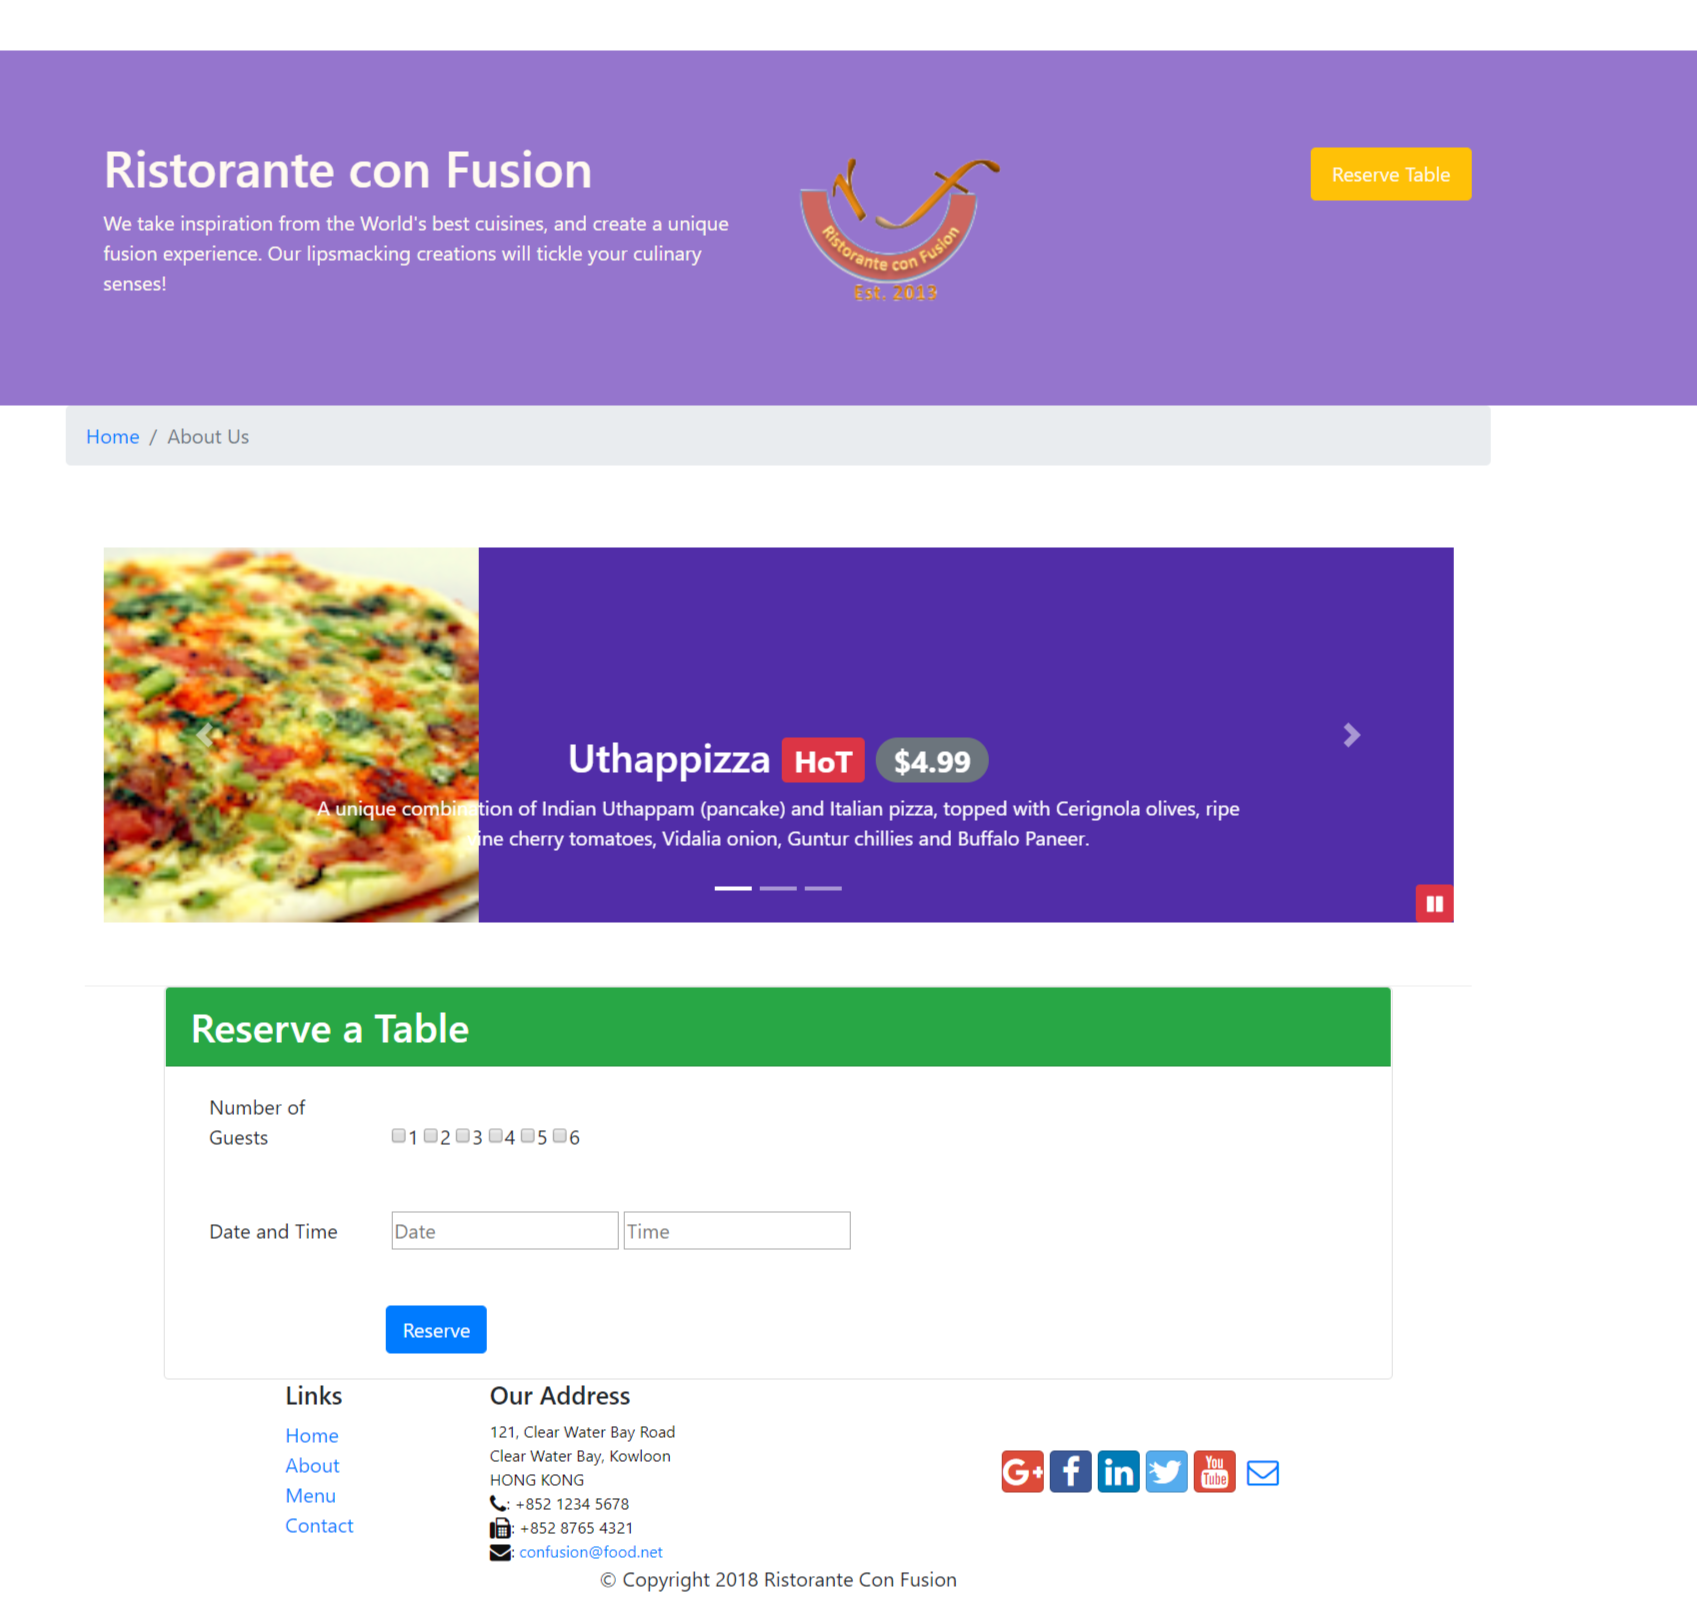 Ristorante con Fusion
We take inspiration from the World's best cuisines, and create a unique
fusion experience. Our lipsmacking creations will tickle your culinary
senses!
Ristorante con Fusion
Est. 2013
Reserve Table
Home / About Us
Uthappizza HoT $4.99
A unique combination of Indian Uthappam (pancake) and Italian pizza, topped with Cerignola olives, ripe
vine cherry tomatoes, Vidalia onion, Guntur chillies and Buffalo Paneer.
Reserve a Table
Number of
Guests
1 2 3 4 5 6
Date and Time
Date
Time
Reserve
Links
Home
About
Menu
Contact
Our Address
121, Clear Water Bay Road
Clear Water Bay, Kowloon
HONG KONG
: +852 1234 5678
: +852 8765 4321
: confusion@food.net
G+ f in You Tube
© Copyright 2018 Ristorante Con Fusion